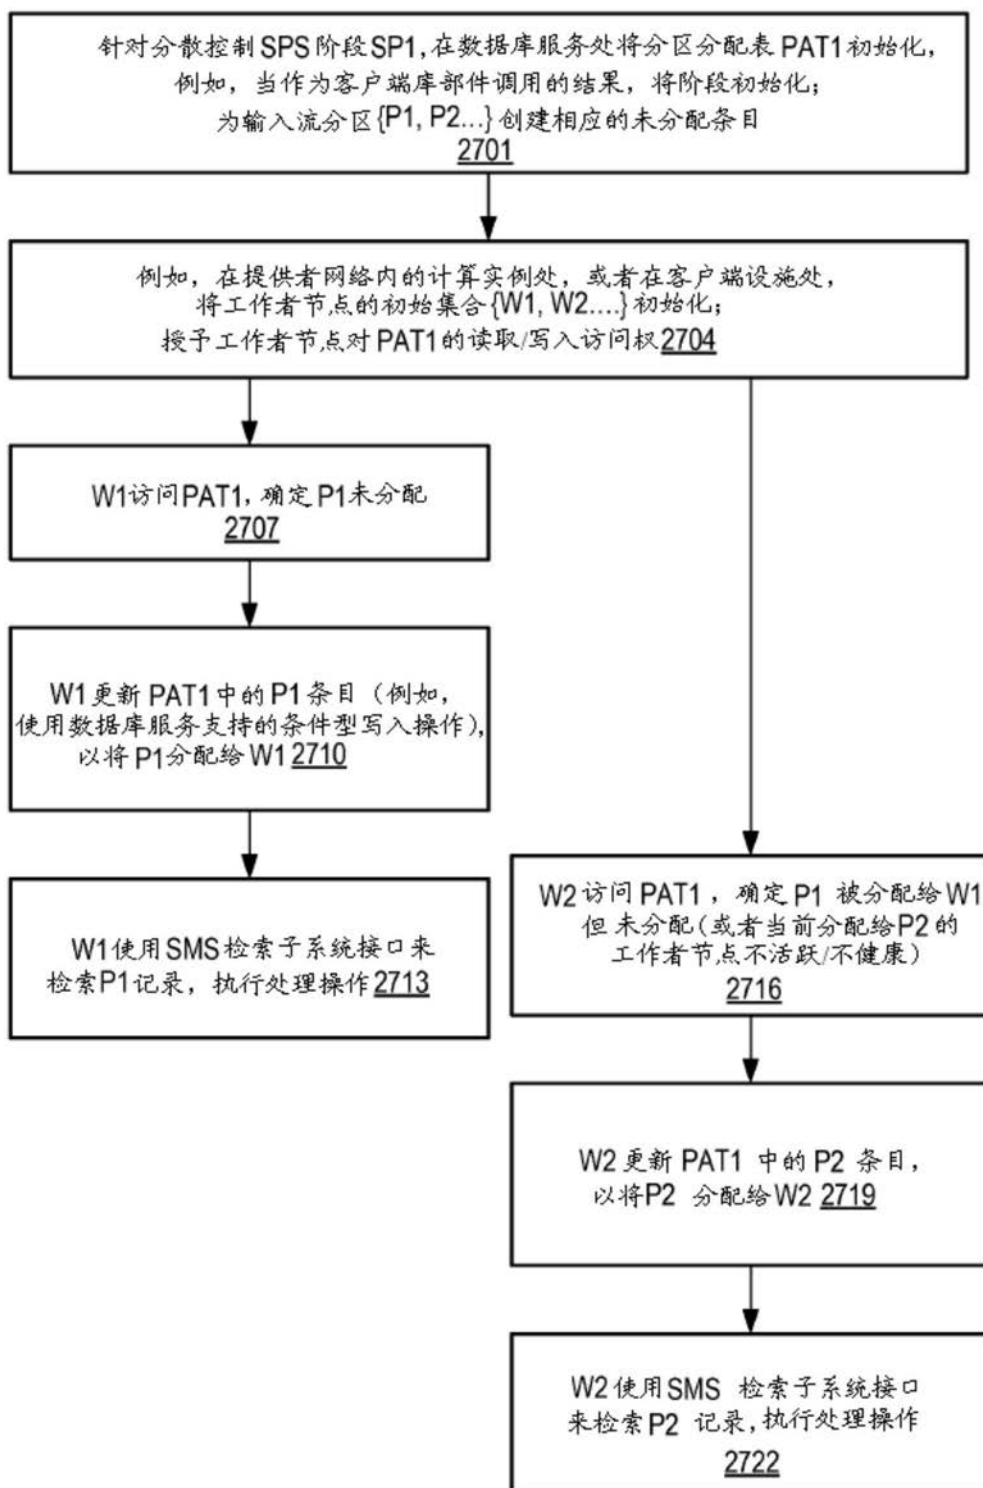 针对分散控制SPS阶段SP1,在数据库服务处将分区分配表PAT1初始化,
例如，当作为客户端库部件调用的结果，将阶段初始化；
为输入流分区{P1, P2...}创建相应的未分配条目
2701
例如，在提供者网络内的计算实例处，或者在客户端设施处，
将工作者节点的初始集合{W1, W2....}初始化；
授予工作者节点对PAT1的读取/写入访问权2704
W1访问PAT1,确定P1未分配
2707
W1更新PAT1中的P1条目（例如，
使用数据库服务支持的条件型写入操作),
以将P1分配给W1 2710
W1使用SMS检索子系统接口来
检索P1记录，执行处理操作2713
W2访问PAT1，确定P1被分配给W1
但未分配(或者当前分配给P2的
工作者节点不活跃/不健康）
2716
W2更新PAT1中的P2条目，
以将P2分配给W2 2719
W2使用SMS检索子系统接口
来检索P2记录,执行处理操作
2722